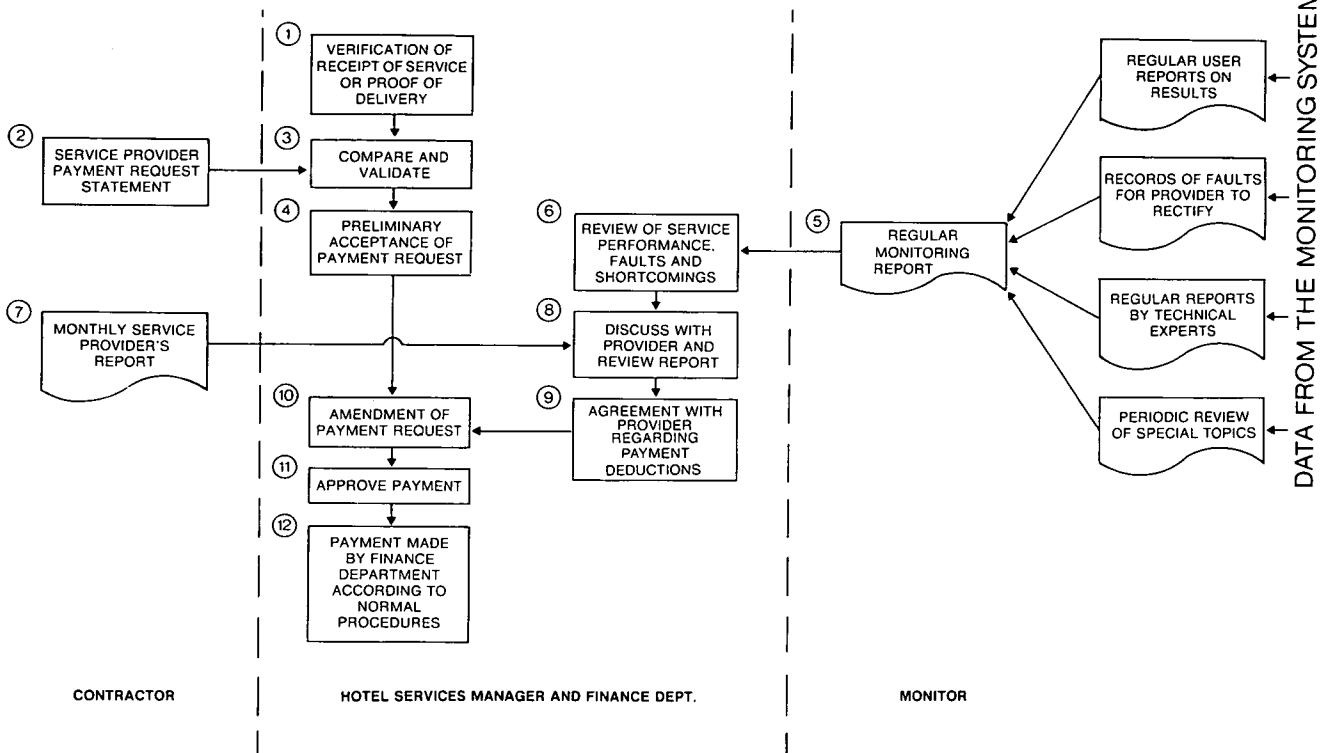 ①
VERIFICATION OF
RECEIPT OF SERVICE
OR PROOF OF
DELIVERY
②
SERVICE PROVIDER
PAYMENT REQUEST
STATEMENT
③
COMPARE AND
VALIDATE
④
PRELIMINARY
ACCEPTANCE OF
PAYMENT REQUEST
⑤
REGULAR
MONITORING
REPORT
⑥
REVIEW OF SERVICE
PERFORMANCE.
FAULTS AND
SHORTCOMINGS
⑦
MONTHLY SERVICE
PROVIDER'S
REPORT
⑧
DISCUSS WITH
PROVIDER AND
REVIEW REPORT
⑨
AGREEMENT WITH
PROVIDER
REGARDING
PAYMENT
DEDUCTIONS
⑩
AMENDMENT OF
PAYMENT REQUEST
⑪
APPROVE PAYMENT
⑫
PAYMENT MADE
BY FINANCE
DEPARTMENT
ACCORDING TO
NORMAL
PROCEDURES
REGULAR USER
REPORTS ON
RESULTS
RECORDS OF FAULTS
FOR PROVIDER TO
RECTIFY
REGULAR REPORTS
BY TECHNICAL
EXPERTS
PERIODIC REVIEW
OF SPECIAL TOPICS
DATA FROM THE MONITORING SYSTEM
CONTRACTOR
HOTEL SERVICES MANAGER AND FINANCE DEPT.
MONITOR